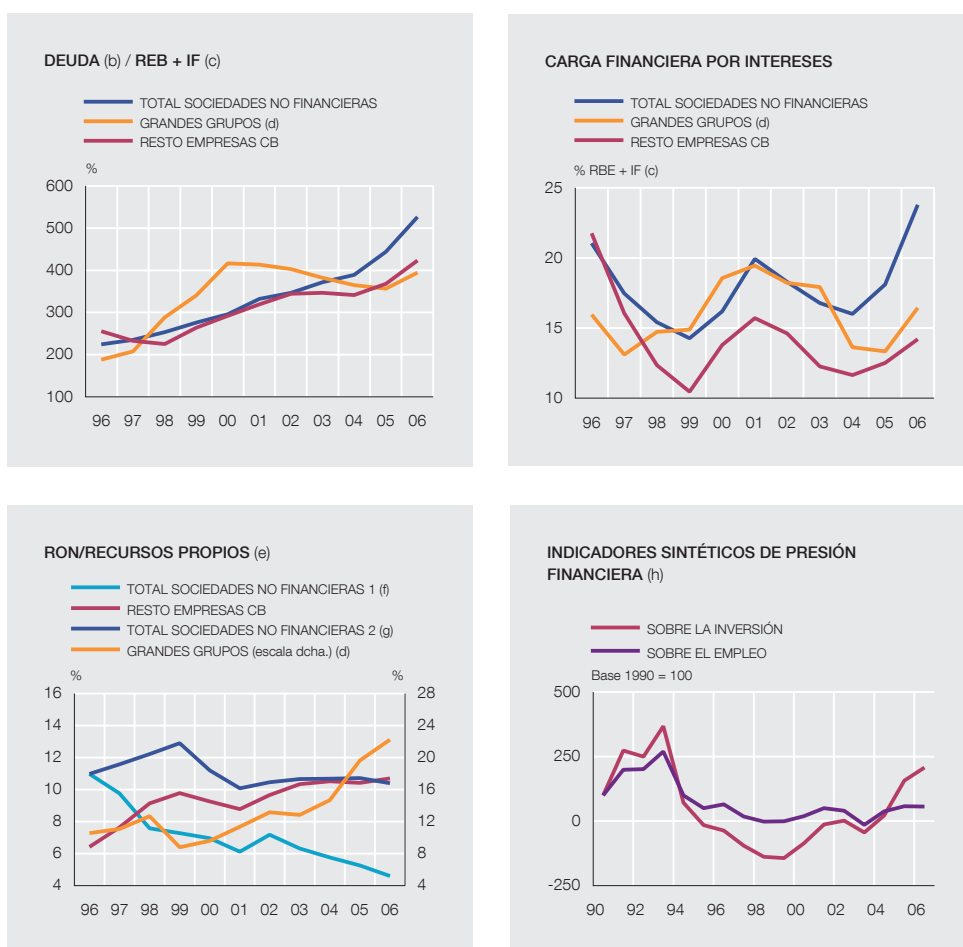 DEUDA (b) / REB + IF (c)
TOTAL SOCIEDADES NO FINANCIERAS
GRANDES GRUPOS (d)
RESTO EMPRESAS CB
%
600
500
400
300
200
100
96 97 98 99 00 01 02 03 04 05 06
CARGA FINANCIERA POR INTERESES
TOTAL SOCIEDADES NO FINANCIERAS
GRANDES GRUPOS (d)
RESTO EMPRESAS CB
% RBE + IF (c)
25
20
15
10
96 97 98 99 00 01 02 03 04 05 06
RON/RECURSOS PROPIOS (e)
TOTAL SOCIEDADES NO FINANCIERAS 1 (f)
RESTO EMPRESAS CB
TOTAL SOCIEDADES NO FINANCIERAS 2 (g)
GRANDES GRUPOS (escala dcha.) (d)
% %
16 28
14 24
12 20
10 16
8 12
6 8
4 4
96 97 98 99 00 01 02 03 04 05 06
INDICADORES SINTÉTICOS DE PRESIÓN
FINANCIERA (h)
SOBRE LA INVERSIÓN
SOBRE EL EMPLEO
Base 1990 = 100
500
250
0
-250
90 92 94 96 98 00 02 04 06